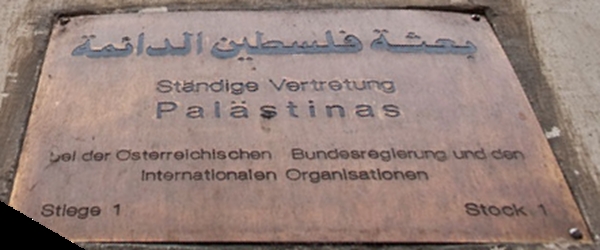 بعثة فلسطين الدائمة
Ständige Vertretung
Palästinas
bei der Österreichischen Bundesregierung und den
Internationalen Organisationen
Stiege 1 Stock 1